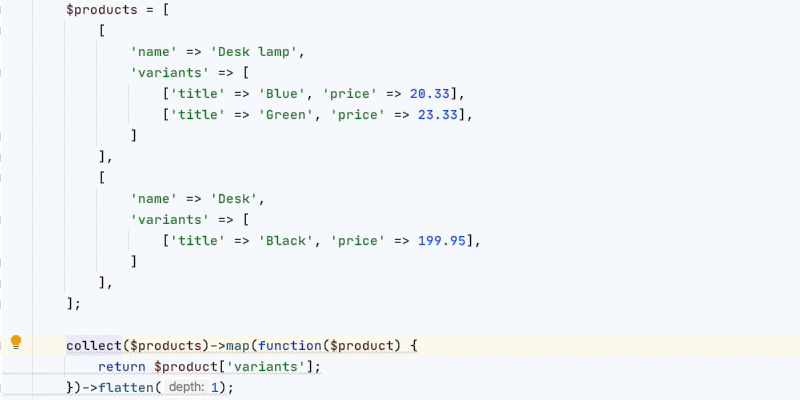 $products = [
    [
        'name' => 'Desk lamp',
        'variants' => [
            ['title' => 'Blue', 'price' => 20.33],
            ['title' => 'Green', 'price' => 23.33],
        ]
    ],
    [
        'name' => 'Desk',
        'variants' => [
            ['title' => 'Black', 'price' => 199.95],
        ]
    ],
];

collect($products)->map(function($product) {
    return $product['variants'];
})->flatten( depth: 1);